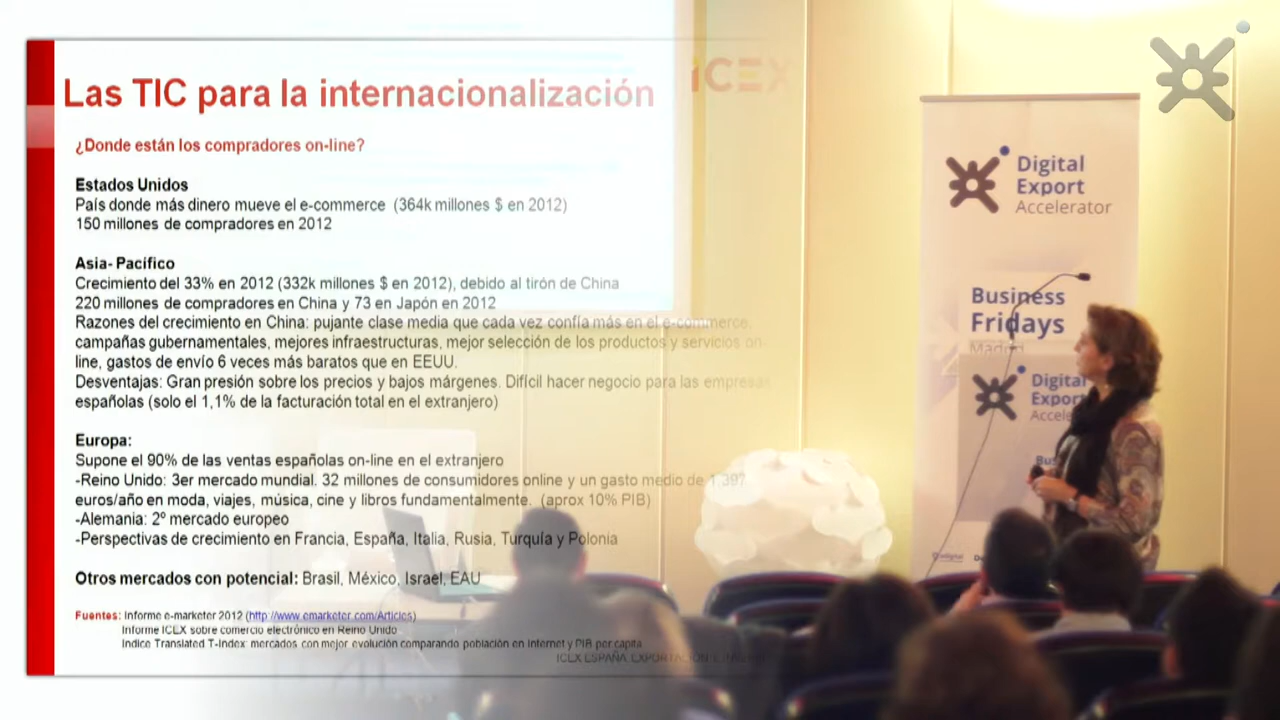 Las TIC para la internacionalización
ICEX
¿Donde están los compradores on-line?
Estados Unidos
País donde más dinero mueve el e-commerce (364k millones $ en 2012)
150 millones de compradores en 2012
Asia- Pacífico
Crecimiento del 33% en 2012 (332k millones $ en 2012), debido al tirón de China
220 millones de compradores en China y 73 en Japón en 2012
Razones del crecimiento en China: pujante clase media que cada vez confía más en el e-commerce,
campañas gubernamentales, mejores infraestructuras, mejor selección de los productos y servicios on-
line, gastos de envío 6 veces más baratos que en EEUU.
Desventajas: Gran presión sobre los precios y bajos márgenes. Difícil hacer negocio para las empresas
españolas (solo el 1,1% de la facturación total en el extranjero)
Europa:
Supone el 90% de las ventas españolas on-line en el extranjero
-Reino Unido: 3er mercado mundial. 32 millones de consumidores online y un gasto medio de 1.397
euros/año en moda, viajes, música, cine y libros fundamentalmente. (aprox 10% PIB)
-Alemania: 2º mercado europeo
-Perspectivas de crecimiento en Francia, España, Italia, Rusia, Turquía y Polonia
Otros mercados con potencial: Brasil, México, Israel, EAU
Fuentes: Informe e-marketer 2012 (http://www.emarketer.com/Articles)
Informe ICEX sobre comercio electrónico en Reino Unido
Indice Translated T-Index: mercados con mejor evolución comparando población en Internet y PIB per capita
ICEX ESPAÑA EXPORTACIÓN
Digital
Export
Accelerator
Business
Fridays
Madrid
Digital
Export
Accele
Bus